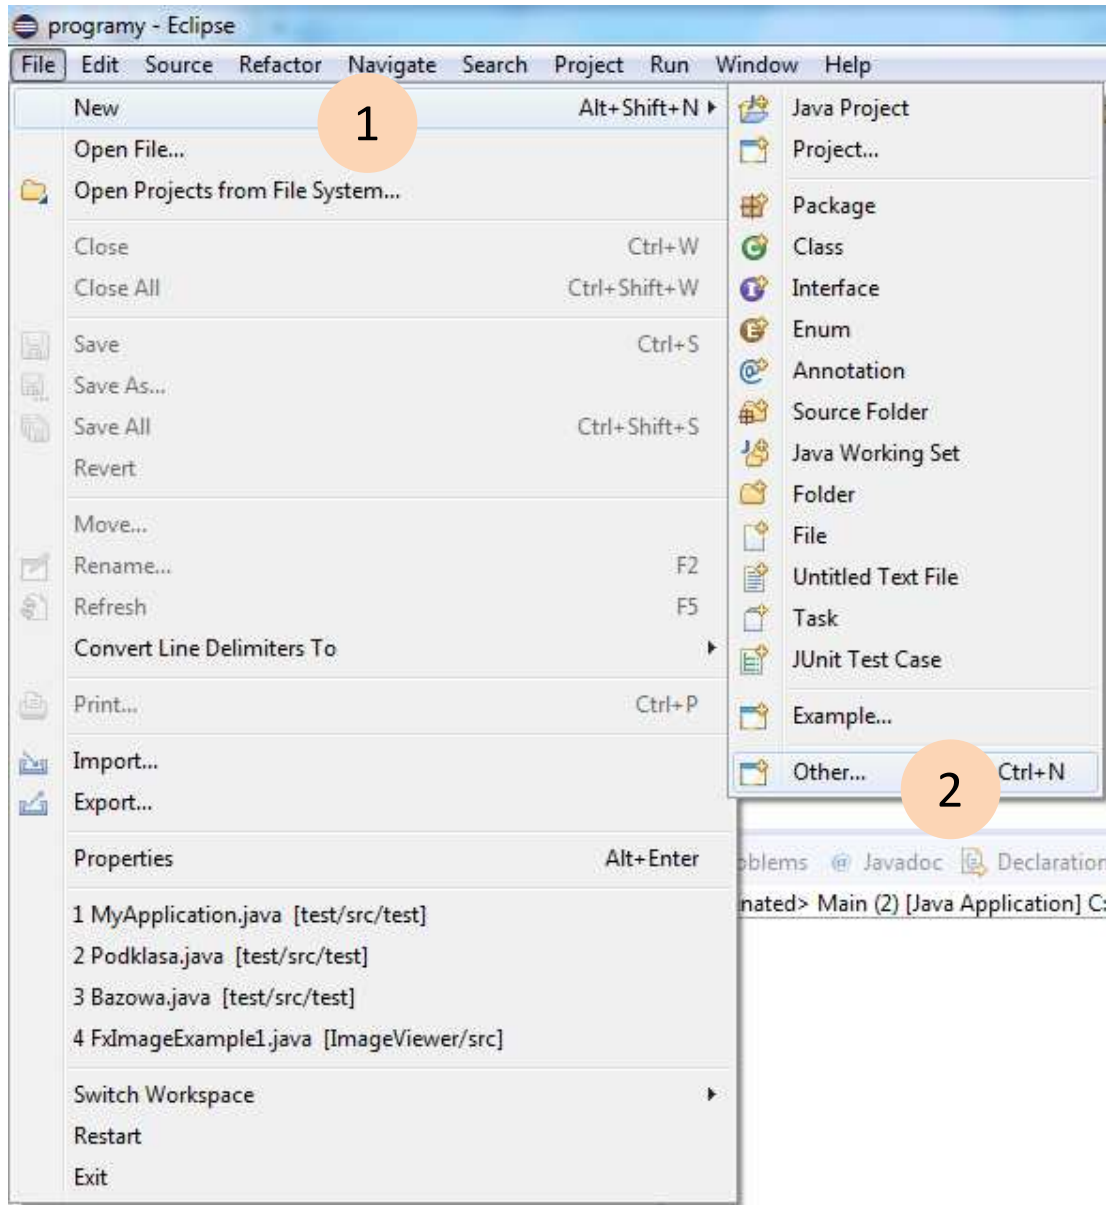 programy - Eclipse
File Edit Source Refactor Navigate Search Project Run Window Help
New Alt+Shift+N
1
Open File...
Open Projects from File System...
Close Ctrl+W
Close All Ctrl+Shift+W
Save Ctrl+S
Save As...
Save All Ctrl+Shift+S
Revert
Move...
Rename... F2
Refresh F5
Convert Line Delimiters To
Print... Ctrl+P
Import...
Export...
Properties Alt+Enter
1 MyApplication.java [test/src/test]
2 Podklasa.java [test/src/test]
3 Bazowa.java [test/src/test]
4 FxImageExample1.java [ImageViewer/src]
Switch Workspace
Restart
Exit
Java Project
Project...
Package
Class
Interface
Enum
Annotation
Source Folder
Java Working Set
Folder
File
Untitled Text File
Task
JUnit Test Case
Example...
Other... Ctrl+N
2
oblems @ Javadoc Declaration
nated> Main (2) [Java Application] C: